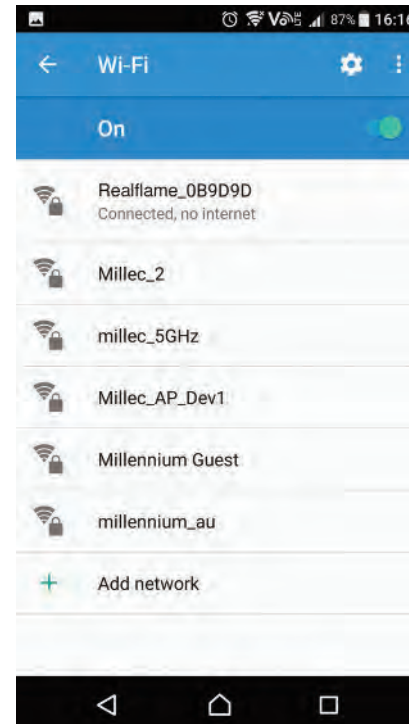 87% 16:16
Wi-Fi
On
Realflame_0B9D9D
Connected, no internet
Millec_2
millec_5GHz
Millec_AP_Dev1
Millennium Guest
millennium_au
Add network